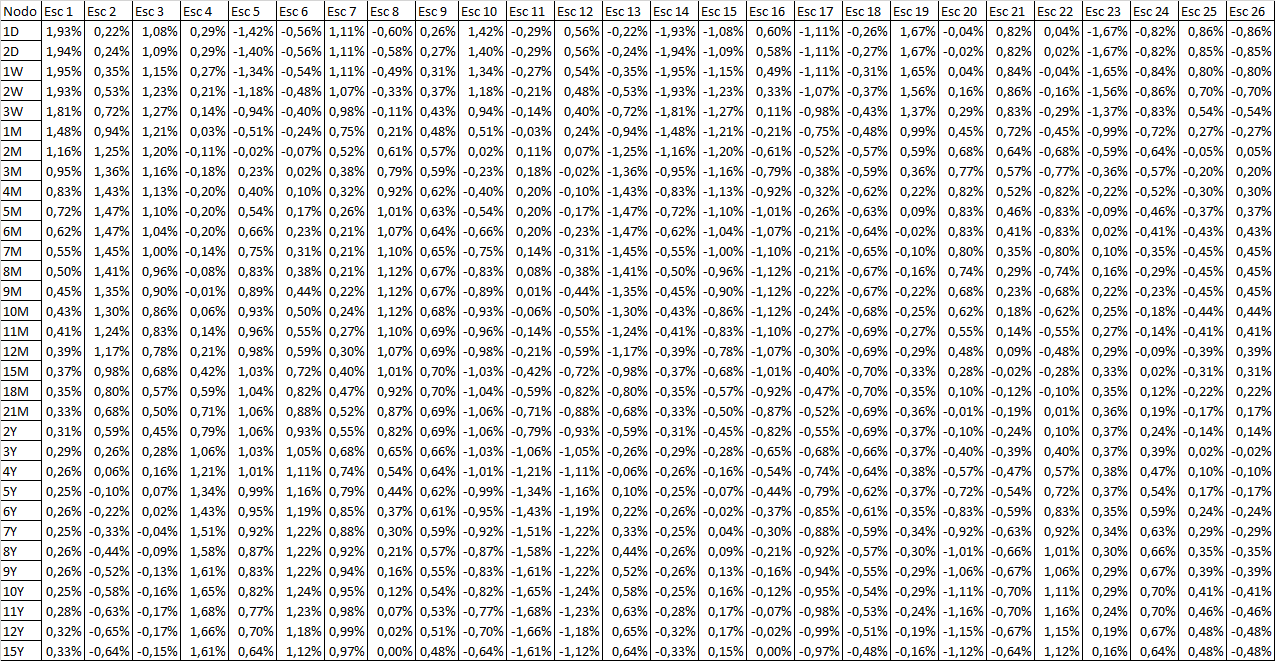 Nodo Esc 1 Esc 2 Esc 3 Esc 4 Esc 5 Esc 6 Esc 7 Esc 8 Esc 9 Esc 10 Esc 11 Esc 12 Esc 13 Esc 14 Esc 15 Esc 16 Esc 17 Esc 18 Esc 19 Esc 20 Esc 21 Esc 22 Esc 23 Esc 24 Esc 25 Esc 26
1D 1,93% 0,22% 1,08% 0,29% -1,42% -0,56% 1,11% -0,60% 0,26% 1,42% -0,29% 0,56% -0,22% -1,93% -1,08% 0,60% -1,11% -0,26% 1,67% -0,04% 0,82% 0,04% -1,67% -0,82% 0,86% -0,86%
2D 1,94% 0,24% 1,09% 0,29% -1,40% -0,56% 1,11% -0,58% 0,27% 1,40% -0,29% 0,56% -0,24% -1,94% -1,09% 0,58% -1,11% -0,27% 1,67% -0,02% 0,82% 0,02% -1,67% -0,82% 0,85% -0,85%
1W 1,95% 0,35% 1,15% 0,27% -1,34% -0,54% 1,11% -0,49% 0,31% 1,34% -0,27% 0,54% -0,35% -1,95% -1,15% 0,49% -1,11% -0,31% 1,65% 0,04% 0,84% -0,04% -1,65% -0,84% 0,80% -0,80%
2W 1,93% 0,53% 1,23% 0,21% -1,18% -0,48% 1,07% -0,33% 0,37% 1,18% -0,21% 0,48% -0,53% -1,93% -1,23% 0,33% -1,07% -0,37% 1,56% 0,16% 0,86% -0,16% -1,56% -0,86% 0,70% -0,70%
3W 1,81% 0,72% 1,27% 0,14% -0,94% -0,40% 0,98% -0,11% 0,43% 0,94% -0,14% 0,40% -0,72% -1,81% -1,27% 0,11% -0,98% -0,43% 1,37% 0,29% 0,83% -0,29% -1,37% -0,83% 0,54% -0,54%
1M 1,48% 0,94% 1,21% 0,03% -0,51% -0,24% 0,75% 0,21% 0,48% 0,51% -0,03% 0,24% -0,94% -1,48% -1,21% -0,21% -0,75% -0,48% 0,99% 0,45% 0,72% -0,45% -0,99% -0,72% 0,27% -0,27%
2M 1,16% 1,25% 1,20% -0,11% -0,02% -0,07% 0,52% 0,61% 0,57% 0,02% 0,11% 0,07% -1,25% -1,16% -1,20% -0,61% -0,52% -0,57% 0,59% 0,68% 0,64% -0,68% -0,59% -0,64% -0,05% 0,05%
3M 0,95% 1,36% 1,16% -0,18% 0,23% 0,02% 0,38% 0,79% 0,59% -0,23% 0,18% -0,02% -1,36% -0,95% -1,16% -0,79% -0,38% -0,59% 0,36% 0,77% 0,57% -0,77% -0,36% -0,57% -0,20% 0,20%
4M 0,83% 1,43% 1,13% -0,20% 0,40% 0,10% 0,32% 0,92% 0,62% -0,40% 0,20% -0,10% -1,43% -0,83% -1,13% -0,92% -0,32% -0,62% 0,22% 0,82% 0,52% -0,82% -0,22% -0,52% -0,30% 0,30%
5M 0,72% 1,47% 1,10% -0,20% 0,54% 0,17% 0,26% 1,01% 0,63% -0,54% 0,20% -0,17% -1,47% -0,72% -1,10% -1,01% -0,26% -0,63% 0,09% 0,83% 0,46% -0,83% -0,09% -0,46% -0,37% 0,37%
6M 0,62% 1,47% 1,04% -0,20% 0,66% 0,23% 0,21% 1,07% 0,64% -0,66% 0,20% -0,23% -1,47% -0,62% -1,04% -1,07% -0,21% -0,64% -0,02% 0,83% 0,41% -0,83% 0,02% -0,41% -0,43% 0,43%
7M 0,55% 1,45% 1,00% -0,14% 0,75% 0,31% 0,21% 1,10% 0,65% -0,75% 0,14% -0,31% -1,45% -0,55% -1,00% -1,10% -0,21% -0,65% -0,10% 0,80% 0,35% -0,80% 0,10% -0,35% -0,45% 0,45%
8M 0,50% 1,41% 0,96% -0,08% 0,83% 0,38% 0,21% 1,12% 0,67% -0,83% 0,08% -0,38% -1,41% -0,50% -0,96% -1,12% -0,21% -0,67% -0,16% 0,74% 0,29% -0,74% 0,16% -0,29% -0,45% 0,45%
9M 0,45% 1,35% 0,90% -0,01% 0,89% 0,44% 0,22% 1,12% 0,67% -0,89% 0,01% -0,44% -1,35% -0,45% -0,90% -1,12% -0,22% -0,67% -0,22% 0,68% 0,23% -0,68% 0,22% -0,23% -0,45% 0,45%
10M 0,43% 1,30% 0,86% 0,06% 0,93% 0,50% 0,24% 1,12% 0,68% -0,93% -0,06% -0,50% -1,30% -0,43% -0,86% -1,12% -0,24% -0,68% -0,25% 0,62% 0,18% -0,62% 0,25% -0,18% -0,44% 0,44%
11M 0,41% 1,24% 0,83% 0,14% 0,96% 0,55% 0,27% 1,10% 0,69% -0,96% -0,14% -0,55% -1,24% -0,41% -0,83% -1,10% -0,27% -0,69% -0,27% 0,55% 0,14% -0,55% 0,27% -0,14% -0,41% 0,41%
12M 0,39% 1,17% 0,78% 0,21% 0,98% 0,59% 0,30% 1,07% 0,69% -0,98% -0,21% -0,59% -1,17% -0,39% -0,78% -1,07% -0,30% -0,69% -0,29% 0,48% 0,09% -0,48% 0,29% -0,09% -0,39% 0,39%
15M 0,37% 0,98% 0,68% 0,42% 1,03% 0,72% 0,40% 1,01% 0,70% -1,03% -0,42% -0,72% -0,98% -0,37% -0,68% -1,01% -0,40% -0,70% -0,33% 0,28% -0,02% -0,28% 0,33% 0,02% -0,31% 0,31%
18M 0,35% 0,80% 0,57% 0,59% 1,04% 0,82% 0,47% 0,92% 0,70% -1,04% -0,59% -0,82% -0,80% -0,35% -0,57% -0,92% -0,47% -0,70% -0,35% 0,10% -0,12% -0,10% 0,35% 0,12% -0,22% 0,22%
21M 0,33% 0,68% 0,50% 0,71% 1,06% 0,88% 0,52% 0,87% 0,69% -1,06% -0,71% -0,88% -0,68% -0,33% -0,50% -0,87% -0,52% -0,69% -0,36% -0,01% -0,19% 0,01% 0,36% 0,19% -0,17% 0,17%
2Y 0,31% 0,59% 0,45% 0,79% 1,06% 0,93% 0,55% 0,82% 0,69% -1,06% -0,79% -0,93% -0,59% -0,31% -0,45% -0,82% -0,55% -0,69% -0,37% -0,10% -0,24% 0,10% 0,37% 0,24% -0,14% 0,14%
3Y 0,29% 0,26% 0,28% 1,06% 1,03% 1,05% 0,68% 0,65% 0,66% -1,03% -1,06% -1,05% -0,26% -0,29% -0,28% -0,65% -0,68% -0,66% -0,37% -0,40% -0,39% 0,40% 0,37% 0,39% 0,02% -0,02%
4Y 0,26% 0,06% 0,16% 1,21% 1,01% 1,11% 0,74% 0,54% 0,64% -1,01% -1,21% -1,11% -0,06% -0,26% -0,16% -0,54% -0,74% -0,64% -0,38% -0,57% -0,47% 0,57% 0,38% 0,47% 0,10% -0,10%
5Y 0,25% -0,10% 0,07% 1,34% 0,99% 1,16% 0,79% 0,44% 0,62% -0,99% -1,34% -1,16% 0,10% -0,25% -0,07% -0,44% -0,79% -0,62% -0,37% -0,72% -0,54% 0,72% 0,37% 0,54% 0,17% -0,17%
6Y 0,26% -0,22% 0,02% 1,43% 0,95% 1,19% 0,85% 0,37% 0,61% -0,95% -1,43% -1,19% 0,22% -0,26% -0,02% -0,37% -0,85% -0,61% -0,35% -0,83% -0,59% 0,83% 0,35% 0,59% 0,24% -0,24%
7Y 0,25% -0,33% -0,04% 1,51% 0,92% 1,22% 0,88% 0,30% 0,59% -0,92% -1,51% -1,22% 0,33% -0,25% 0,04% -0,30% -0,88% -0,59% -0,34% -0,92% -0,63% 0,92% 0,34% 0,63% 0,29% -0,29%
8Y 0,26% -0,44% -0,09% 1,58% 0,87% 1,22% 0,92% 0,21% 0,57% -0,87% -1,58% -1,22% 0,44% -0,26% 0,09% -0,21% -0,92% -0,57% -0,30% -1,01% -0,66% 1,01% 0,30% 0,66% 0,35% -0,35%
9Y 0,26% -0,52% -0,13% 1,61% 0,83% 1,22% 0,94% 0,16% 0,55% -0,83% -1,61% -1,22% 0,52% -0,26% 0,13% -0,16% -0,94% -0,55% -0,29% -1,06% -0,67% 1,06% 0,29% 0,67% 0,39% -0,39%
10Y 0,25% -0,58% -0,16% 1,65% 0,82% 1,24% 0,95% 0,12% 0,54% -0,82% -1,65% -1,24% 0,58% -0,25% 0,16% -0,12% -0,95% -0,54% -0,29% -1,11% -0,70% 1,11% 0,29% 0,70% 0,41% -0,41%
11Y 0,28% -0,63% -0,17% 1,68% 0,77% 1,23% 0,98% 0,07% 0,53% -0,77% -1,68% -1,23% 0,63% -0,28% 0,17% -0,07% -0,98% -0,53% -0,24% -1,16% -0,70% 1,16% 0,24% 0,70% 0,46% -0,46%
12Y 0,32% -0,65% -0,17% 1,66% 0,70% 1,18% 0,99% 0,02% 0,51% -0,70% -1,66% -1,18% 0,65% -0,32% 0,17% -0,02% -0,99% -0,51% -0,19% -1,15% -0,67% 1,15% 0,19% 0,67% 0,48% -0,48%
15Y 0,33% -0,64% -0,15% 1,61% 0,64% 1,12% 0,97% 0,00% 0,48% -0,64% -1,61% -1,12% 0,64% -0,33% 0,15% 0,00% -0,97% -0,48% -0,16% -1,12% -0,64% 1,12% 0,16% 0,64% 0,48% -0,48%